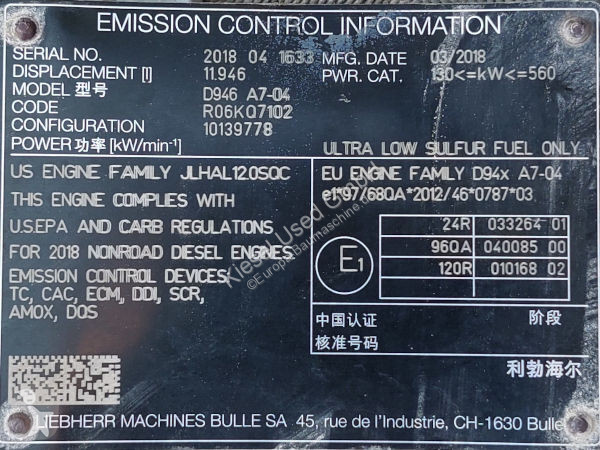 EMISSION CONTROL INFORMATION
SERIAL NO. 2018 04 1633 MFG. DATE 03/2018
DISPLACEMENT [l] 11.946 PWR. CAT. 130<=kW<=560
MODEL 型号 D946 A7-04
CODE R06KQ7102
CONFIGURATION 10139778
POWER 功率 [kW/min-¹] ULTRA LOW SULFUR FUEL ONLY
US ENGINE FAMILY JLHAL12.0SQC
THIS ENGINE COMPLIES WITH
U.S.EPA AND CARB REGULATIONS
FOR 2018 NONROAD DIESEL ENGINES
EMISSION CONTROL DEVICES:
TC, CAC, ECM, DDI, SCR,
AMOX, DOS
EU ENGINE FAMILY D94x A7-04
e1*97/68QA*2012/46*0787*03
E1
24R 033264 01
96QA 040085 00
120R 010168 02
中国认证 阶段
核准号码
利勃海尔
LIEBHERR MACHINES BULLE SA 45, rue de l'Industrie, CH-1630 Bulle
Kiesel Used GmbH